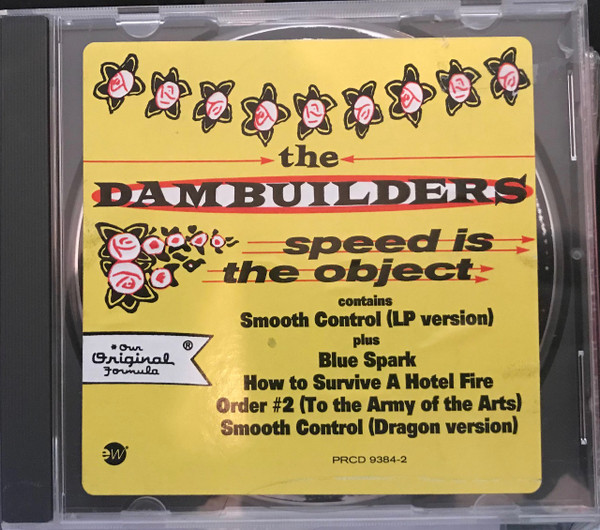 the
DAMBUILDERS
speed is
the object
contains
Smooth Control (LP version)
plus
Blue Spark
How to Survive A Hotel Fire
Order #2 (To the Army of the Arts)
Smooth Control (Dragon version)
• Our ®
Original
Formula
ew
PRCD 9384-2